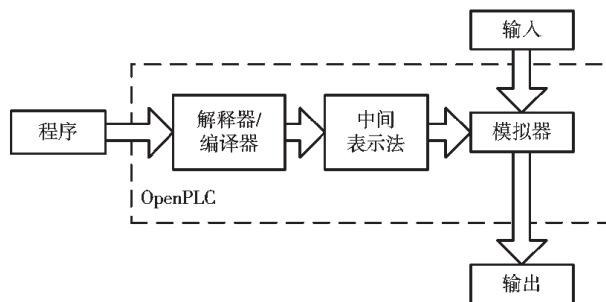 输入
程序
解释器/
编译器
中间
表示法
模拟器
OpenPLC
输出